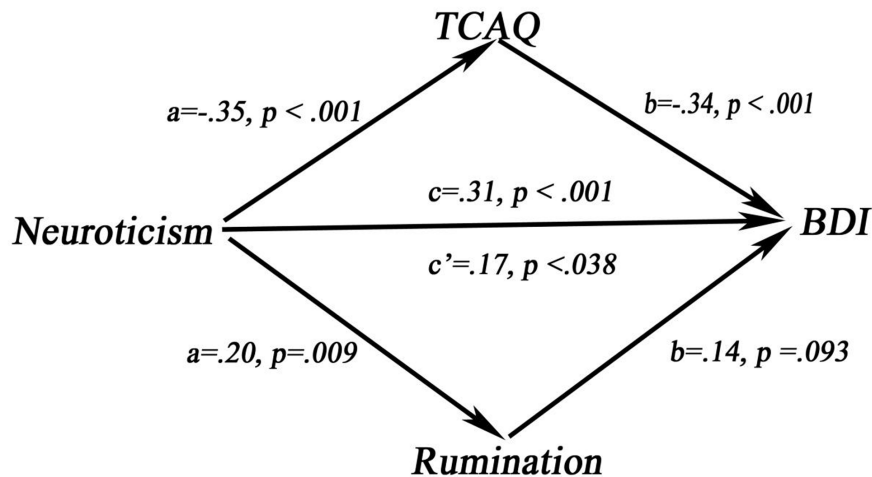 TCAQ
a=-.35, p < .001
b=-.34, p < .001
c=.31, p < .001
Neuroticism
BDI
c’=.17, p <.038
a=.20, p=.009
b=.14, p =.093
Rumination